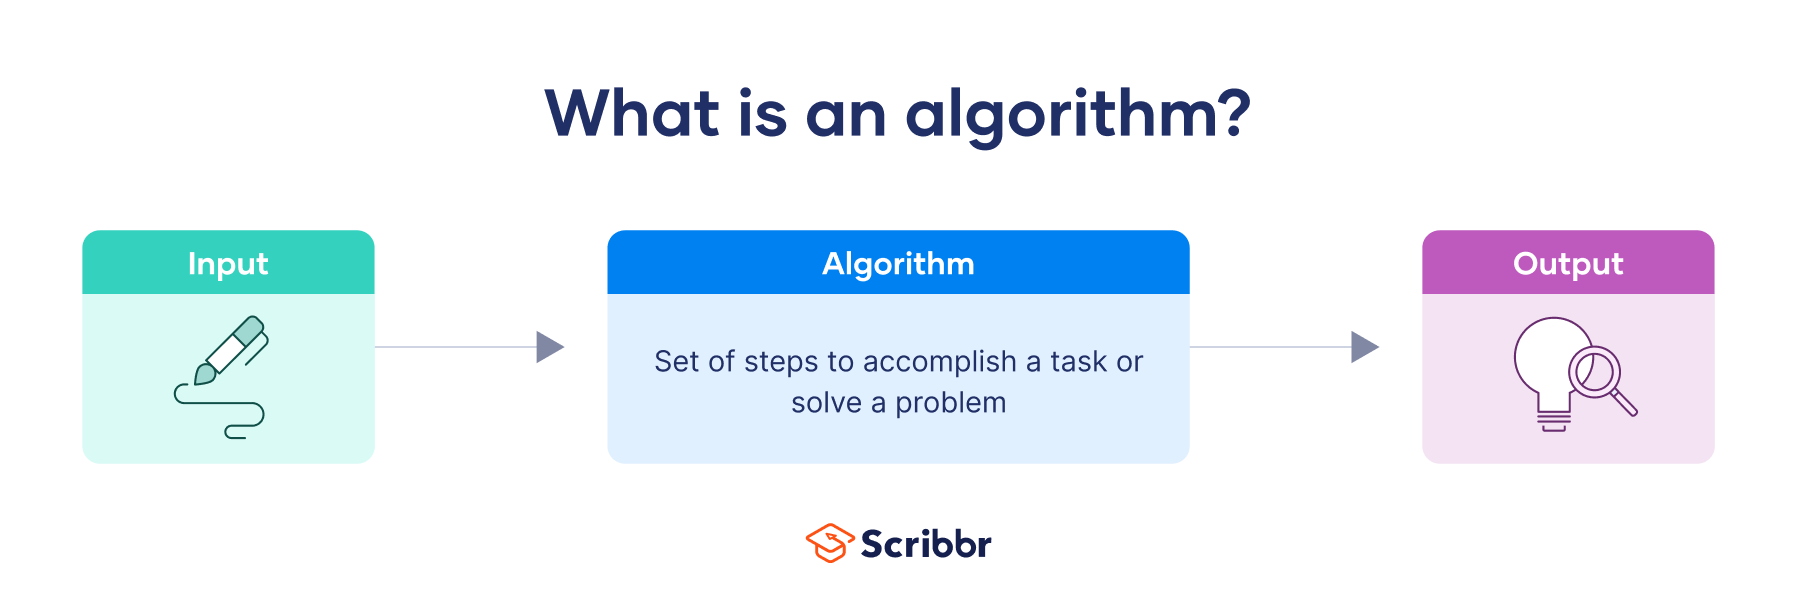 What is an algorithm?
Input
Algorithm
Output
Set of steps to accomplish a task or
solve a problem
Scribbr